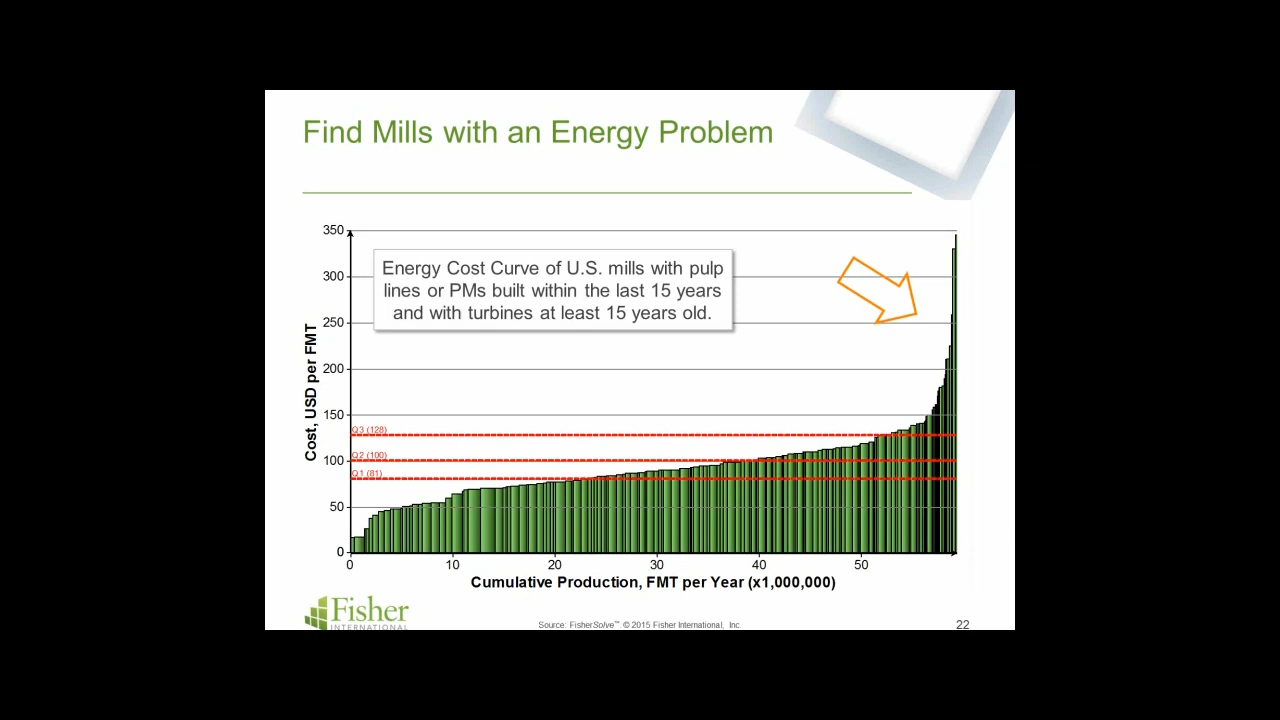 Find Mills with an Energy Problem
350
300
250
200
150
100
50
0
Cost, USD per FMT
Energy Cost Curve of U.S. mills with pulp
lines or PMs built within the last 15 years
and with turbines at least 15 years old.
Q3 (128)
Q2 (100)
Q1 (81)
0 10 20 30 40 50
Cumulative Production, FMT per Year (x1,000,000)
Fisher
INTERNATIONAL
Source: FisherSolve™ © 2015 Fisher International, Inc.
22